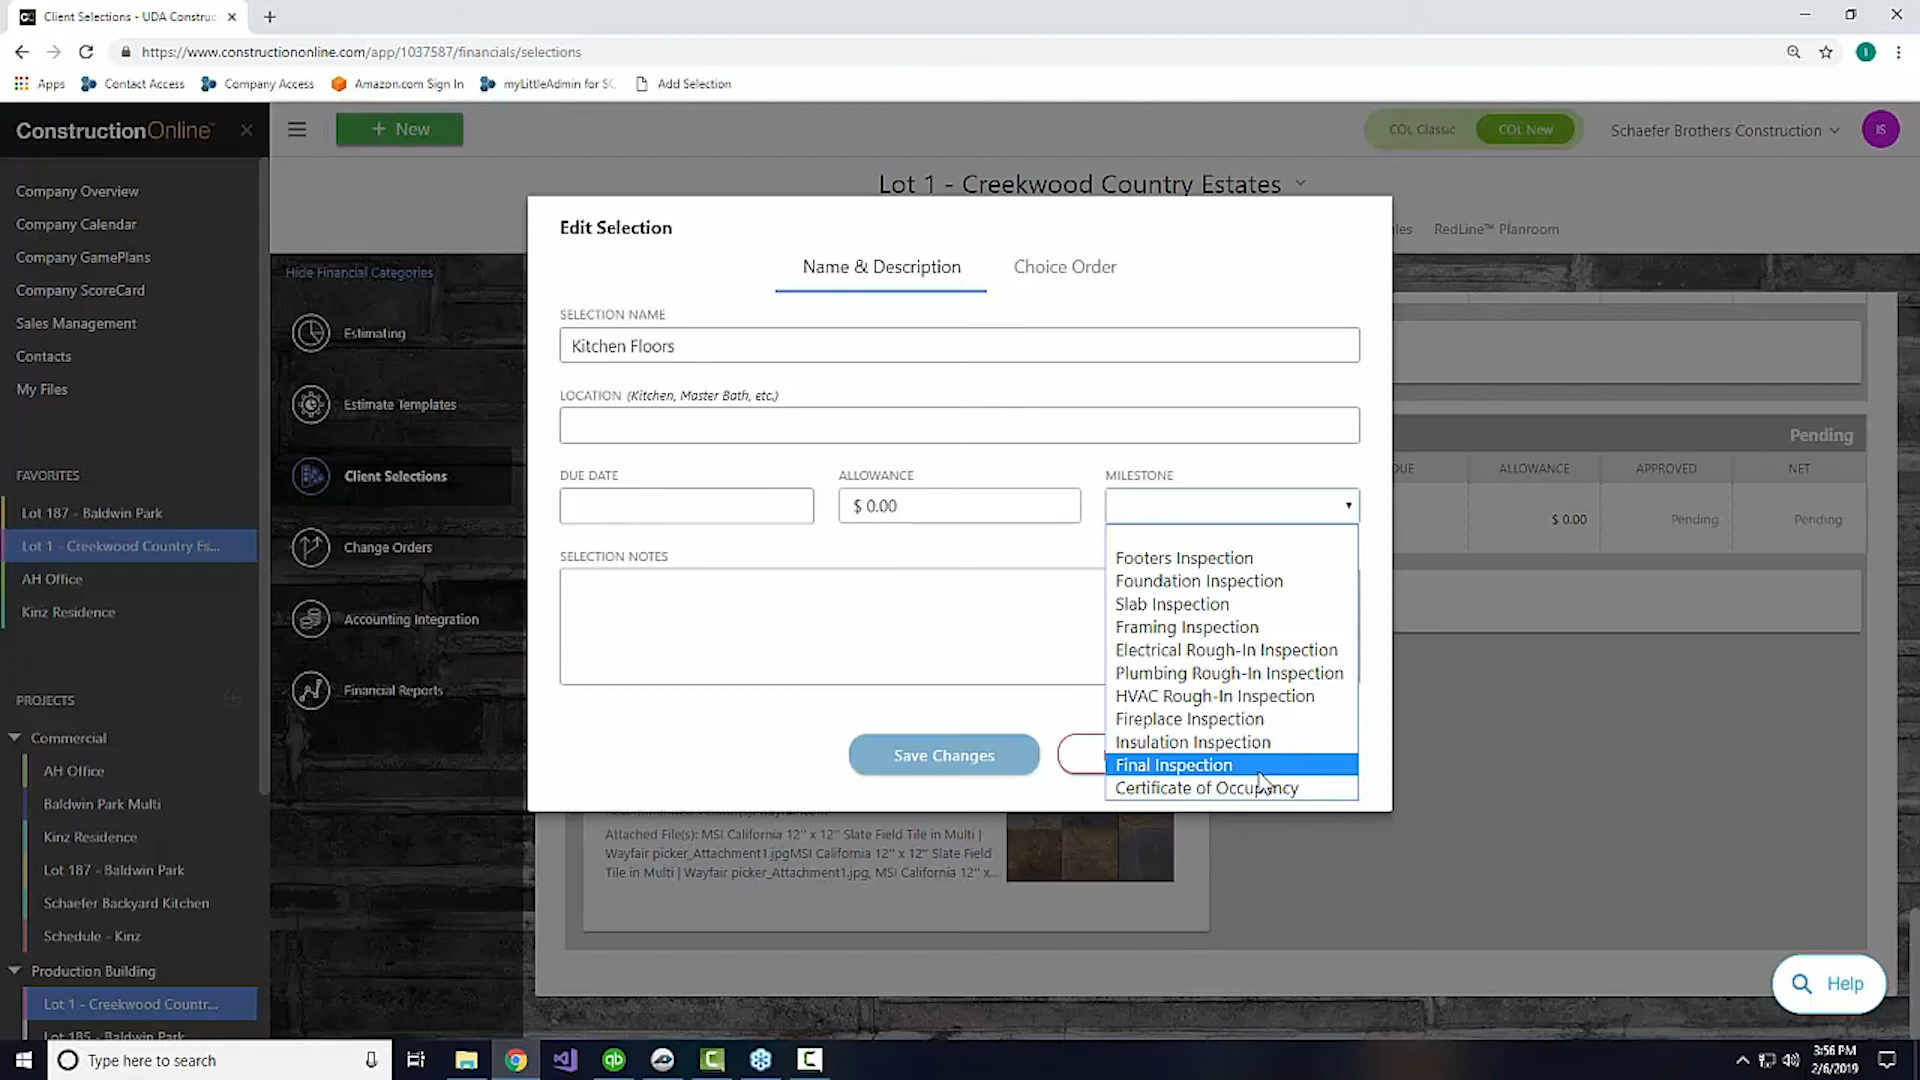 Client Selections - UDA Construc
https://www.constructiononline.com/app/1037587/financials/selections
Apps
Contact Access
Company Access
Amazon.com Sign In
myLittleAdmin for SC
Add Selection
ConstructionOnline™
+ New
COL Classic
COL New
Schaefer Brothers Construction
IS
Company Overview
Company Calendar
Company GamePlans
Company ScoreCard
Sales Management
Contacts
My Files
FAVORITES
Lot 187 - Baldwin Park
Lot 1 - Creekwood Country Es...
AH Office
Kinz Residence
PROJECTS
Commercial
AH Office
Baldwin Park Multi
Kinz Residence
Lot 187 - Baldwin Park
Schaefer Backyard Kitchen
Schedule - Kinz
Production Building
Lot 1 - Creekwood Countr...
Lot 185 - Baldwin Park
Lot 1 - Creekwood Country Estates
RedLine™ Planroom
Hide Financial Categories
Estimating
Estimate Templates
Client Selections
Change Orders
Accounting Integration
Financial Reports
Edit Selection
Name & Description
Choice Order
SELECTION NAME
Kitchen Floors
LOCATION (Kitchen, Master Bath, etc.)
DUE DATE
ALLOWANCE
MILESTONE
$ 0.00
SELECTION NOTES
Footers Inspection
Foundation Inspection
Slab Inspection
Framing Inspection
Electrical Rough-In Inspection
Plumbing Rough-In Inspection
HVAC Rough-In Inspection
Fireplace Inspection
Insulation Inspection
Final Inspection
Certificate of Occupancy
Save Changes
Pending
DUE
ALLOWANCE
APPROVED
NET
$ 0.00
Pending
Pending
Attached File(s): MSI California 12" x 12" Slate Field Tile in Multi |
Wayfair picker_Attachment1.jpgMSI California 12" x 12" Slate Field
Tile in Multi | Wayfair picker_Attachment1.jpg, MSI California 12" x...
Help
Type here to search
3:56 PM
2/6/2019